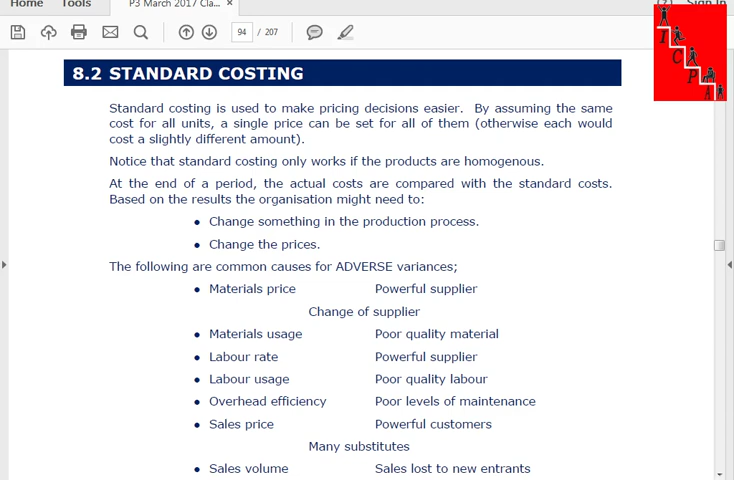 Home Tools P3 March 2017 Cla... × Sign In
94 / 207
I
C
P
A
8.2 STANDARD COSTING
Standard costing is used to make pricing decisions easier. By assuming the same
cost for all units, a single price can be set for all of them (otherwise each would
cost a slightly different amount).
Notice that standard costing only works if the products are homogenous.
At the end of a period, the actual costs are compared with the standard costs.
Based on the results the organisation might need to:
• Change something in the production process.
• Change the prices.
The following are common causes for ADVERSE variances;
• Materials price Powerful supplier
Change of supplier
• Materials usage Poor quality material
• Labour rate Powerful supplier
• Labour usage Poor quality labour
• Overhead efficiency Poor levels of maintenance
• Sales price Powerful customers
Many substitutes
• Sales volume Sales lost to new entrants